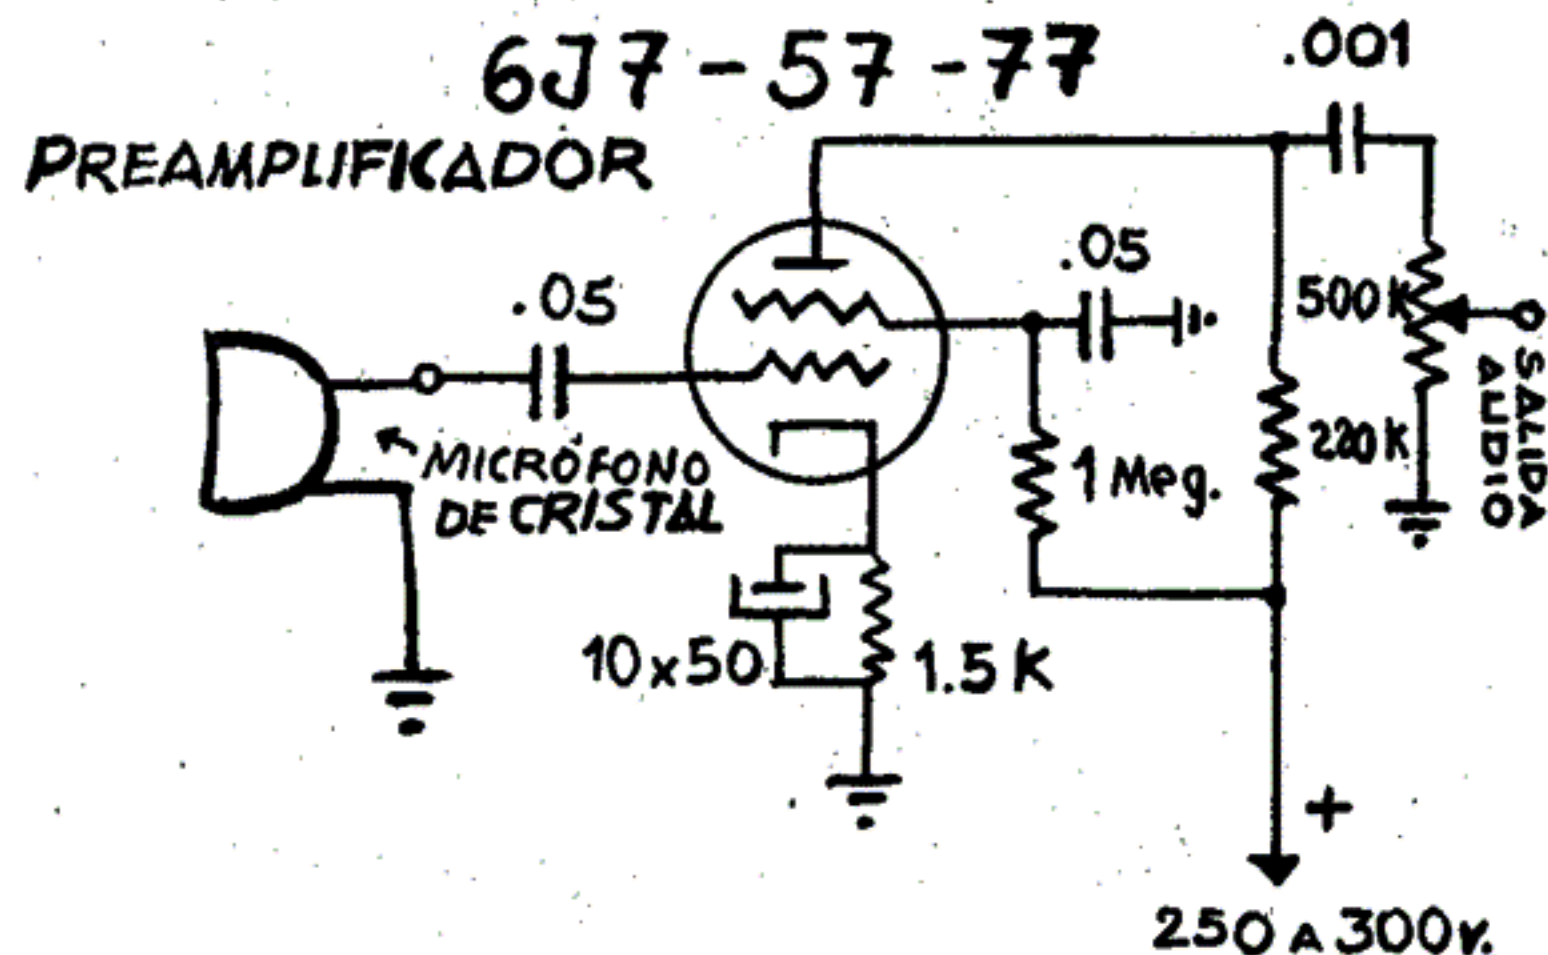 6J7-57-77
.001
PREAMPLIFICADOR
.05
.05
500K
SALIDA
AUDIO
MICRÓFONO
DE CRISTAL
1 Meg.
220K
10x50
1.5K
+
250 A 300V.